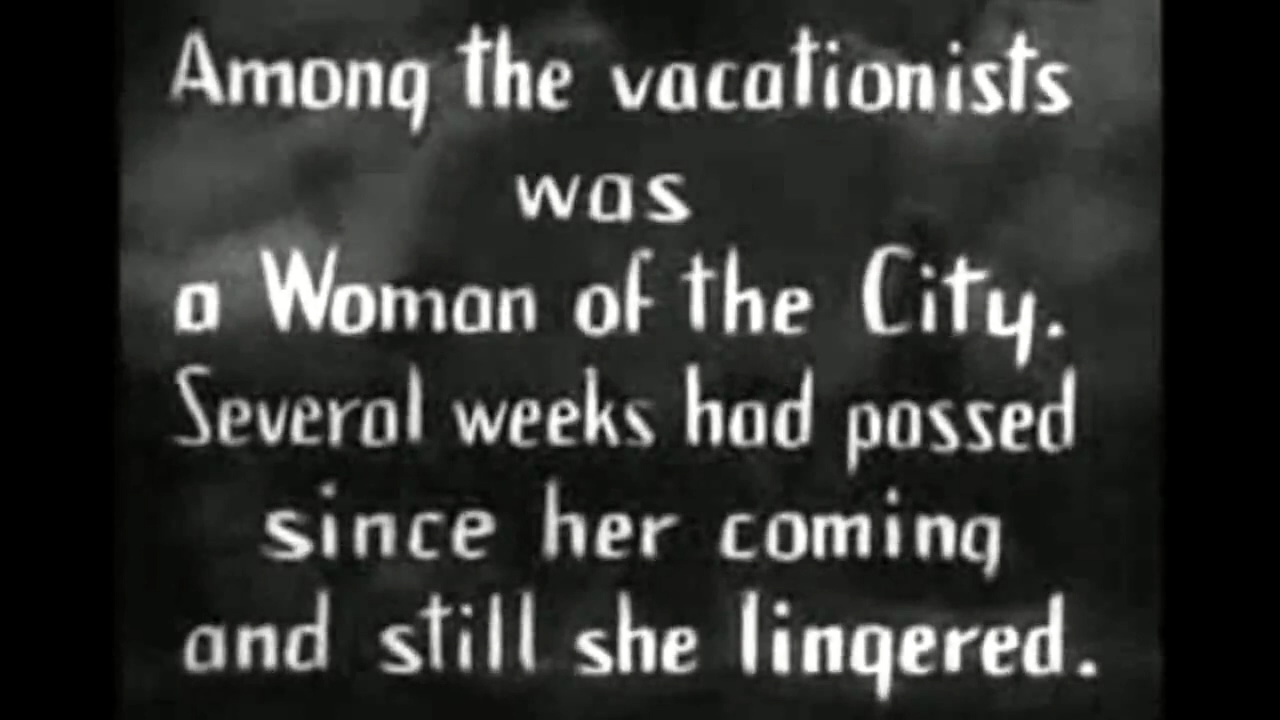 Among the vacationists
was
a Woman of the City.
Several weeks had passed
since her coming
and still she lingered.